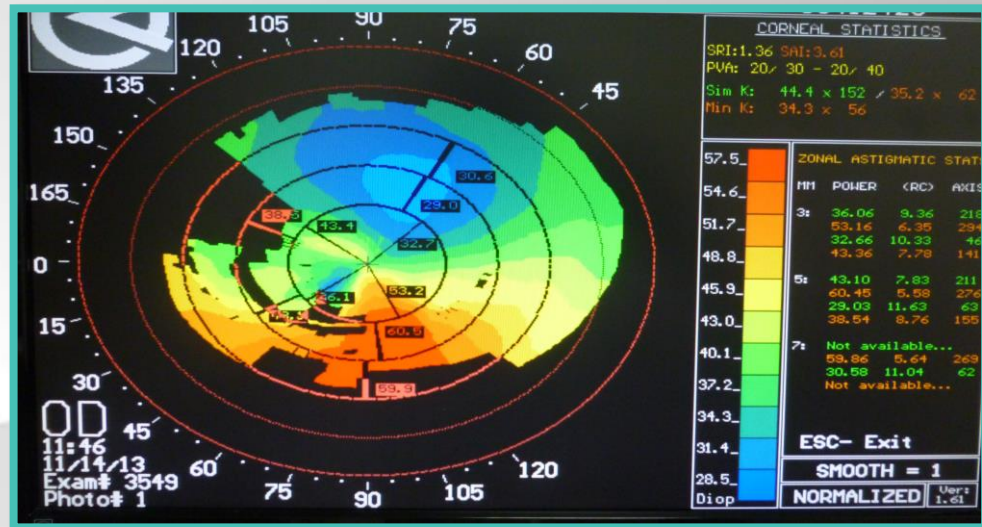 CORNEAL STATISTICS
SRI:1.36 SAI:3.61
PVA: 20/ 30 - 20/ 40
Sim K: 44.4 x 152 / 35.2 x 62
Min K: 34.3 x 56
105 90 75
120 60
135 45
150
165
0
15
30
45
60
75 90 105
120
30.6
29.0
38.5
43.4
32.7
53.2
60.5
59.9
OD
11:46
11/14/13
Exam# 3549
Photo# 1
57.5
54.6
51.7
48.8
45.9
43.0
40.1
37.2
34.3
31.4
28.5
Diop
ZONAL ASTIGMATIC STATS
MM POWER (RC) AXIS
3: 36.06 9.36 218
53.16 6.35 294
32.66 10.33 46
43.36 7.78 141
5: 43.10 7.83 211
60.45 5.58 276
29.03 11.63 63
38.54 8.76 155
7: Not available...
59.86 5.64 269
30.58 11.04 62
Not available...
ESC- Exit
SMOOTH = 1
NORMALIZED Ver: 1.61